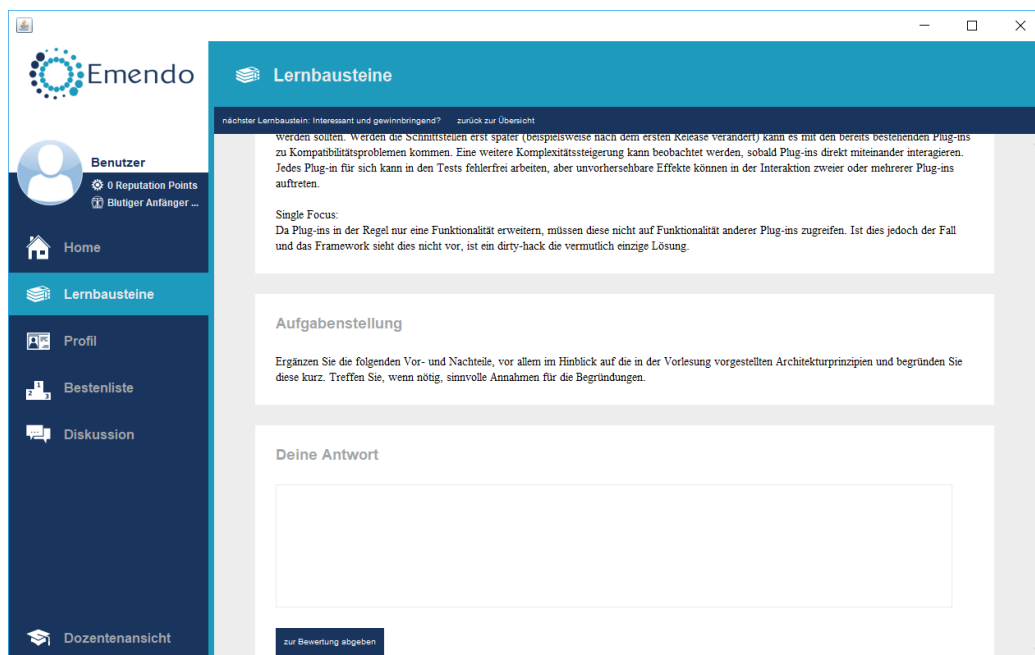 Emendo
Lernbausteine
nächster Lernbaustein: Interessant und gewinnbringend? zurück zur Übersicht
Benutzer
0 Reputation Points
Blutiger Anfänger ...
Home
Lernbausteine
Profil
Bestenliste
Diskussion
Dozentenansicht
werden sollten. Werden die Schnittstellen erst später (beispielsweise nach dem ersten Release verändert) kann es mit den bereits bestehenden Plug-ins
zu Kompatibilitätsproblemen kommen. Eine weitere Komplexitätssteigerung kann beobachtet werden, sobald Plug-ins direkt miteinander interagieren.
Jedes Plug-in für sich kann in den Tests fehlerfrei arbeiten, aber unvorhersehbare Effekte können in der Interaktion zweier oder mehrerer Plug-ins
auftreten.
Single Focus:
Da Plug-ins in der Regel nur eine Funktionalität erweitern, müssen diese nicht auf Funktionalität anderer Plug-ins zugreifen. Ist dies jedoch der Fall
und das Framework sieht dies nicht vor, ist ein dirty-hack die vermutlich einzige Lösung.
Aufgabenstellung
Ergänzen Sie die folgenden Vor- und Nachteile, vor allem im Hinblick auf die in der Vorlesung vorgestellten Architekturprinzipien und begründen Sie
diese kurz. Treffen Sie, wenn nötig, sinnvolle Annahmen für die Begründungen.
Deine Antwort
zur Bewertung abgeben